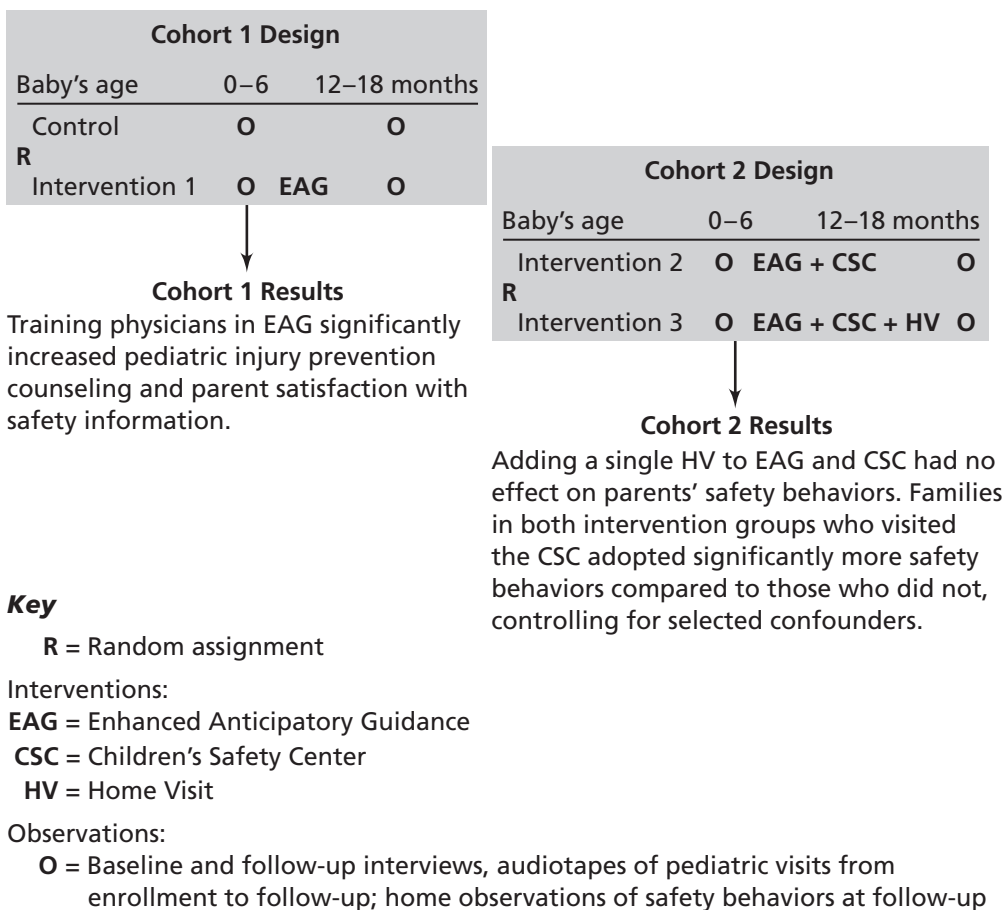 Cohort 1 Design
Baby’s age 0–6 12–18 months
Control O O
R
Intervention 1 O EAG O
Cohort 1 Results
Training physicians in EAG significantly
increased pediatric injury prevention
counseling and parent satisfaction with
safety information.
Cohort 2 Design
Baby’s age 0–6 12–18 months
Intervention 2 O EAG + CSC O
R
Intervention 3 O EAG + CSC + HV O
Cohort 2 Results
Adding a single HV to EAG and CSC had no
effect on parents’ safety behaviors. Families
in both intervention groups who visited
the CSC adopted significantly more safety
behaviors compared to those who did not,
controlling for selected confounders.
Key
R = Random assignment
Interventions:
EAG = Enhanced Anticipatory Guidance
CSC = Children’s Safety Center
HV = Home Visit
Observations:
O = Baseline and follow-up interviews, audiotapes of pediatric visits from
enrollment to follow-up; home observations of safety behaviors at follow-up